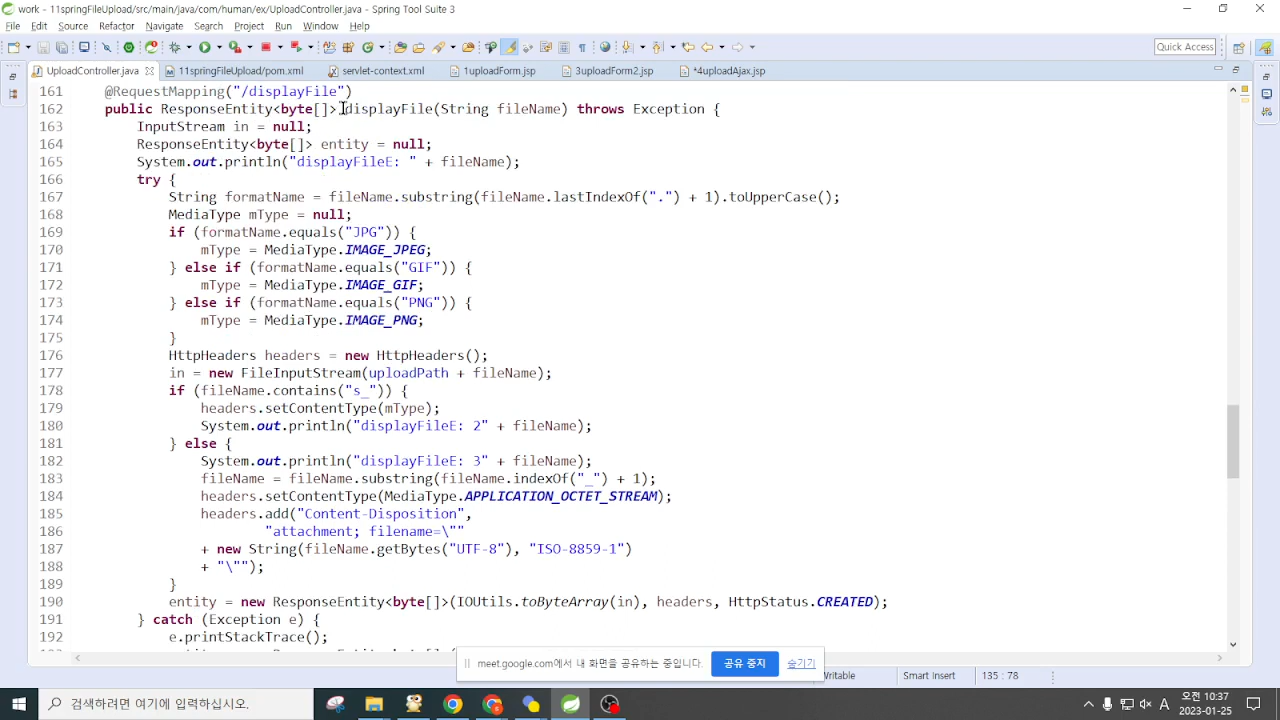 work - 11springFileUpload/src/main/java/com/human/ex/UploadController.java - Spring Tool Suite 3
File Edit Source Refactor Navigate Search Project Run Window Help
Quick Access
UploadController.java 11springFileUpload/pom.xml servlet-context.xml 1uploadForm.jsp 3uploadForm2.jsp *4uploadAjax.jsp
161 @RequestMapping("/displayFile")
162 public ResponseEntity<byte[]> displayFile(String fileName) throws Exception {
163 InputStream in = null;
164 ResponseEntity<byte[]> entity = null;
165 System.out.println("displayFileE: " + fileName);
166 try {
167 String formatName = fileName.substring(fileName.lastIndexOf(".") + 1).toUpperCase();
168 MediaType mType = null;
169 if (formatName.equals("JPG")) {
170 mType = MediaType.IMAGE_JPEG;
171 } else if (formatName.equals("GIF")) {
172 mType = MediaType.IMAGE_GIF;
173 } else if (formatName.equals("PNG")) {
174 mType = MediaType.IMAGE_PNG;
175 }
176 HttpHeaders headers = new HttpHeaders();
177 in = new FileInputStream(uploadPath + fileName);
178 if (fileName.contains("s_")) {
179 headers.setContentType(mType);
180 System.out.println("displayFileE: 2" + fileName);
181 } else {
182 System.out.println("displayFileE: 3" + fileName);
183 fileName = fileName.substring(fileName.indexOf("_") + 1);
184 headers.setContentType(MediaType.APPLICATION_OCTET_STREAM);
185 headers.add("Content-Disposition",
186 "attachment; filename=\""
187 + new String(fileName.getBytes("UTF-8"), "ISO-8859-1")
188 + "\"");
189 }
190 entity = new ResponseEntity<byte[]>(IOUtils.toByteArray(in), headers, HttpStatus.CREATED);
191 } catch (Exception e) {
192 e.printStackTrace();
meet.google.com에서 내 화면을 공유하는 중입니다. 공유 중지 숨기기
Writable Smart Insert 135 : 78
검색하려면 여기에 입력하십시오. A 오전 10:37
2023-01-25